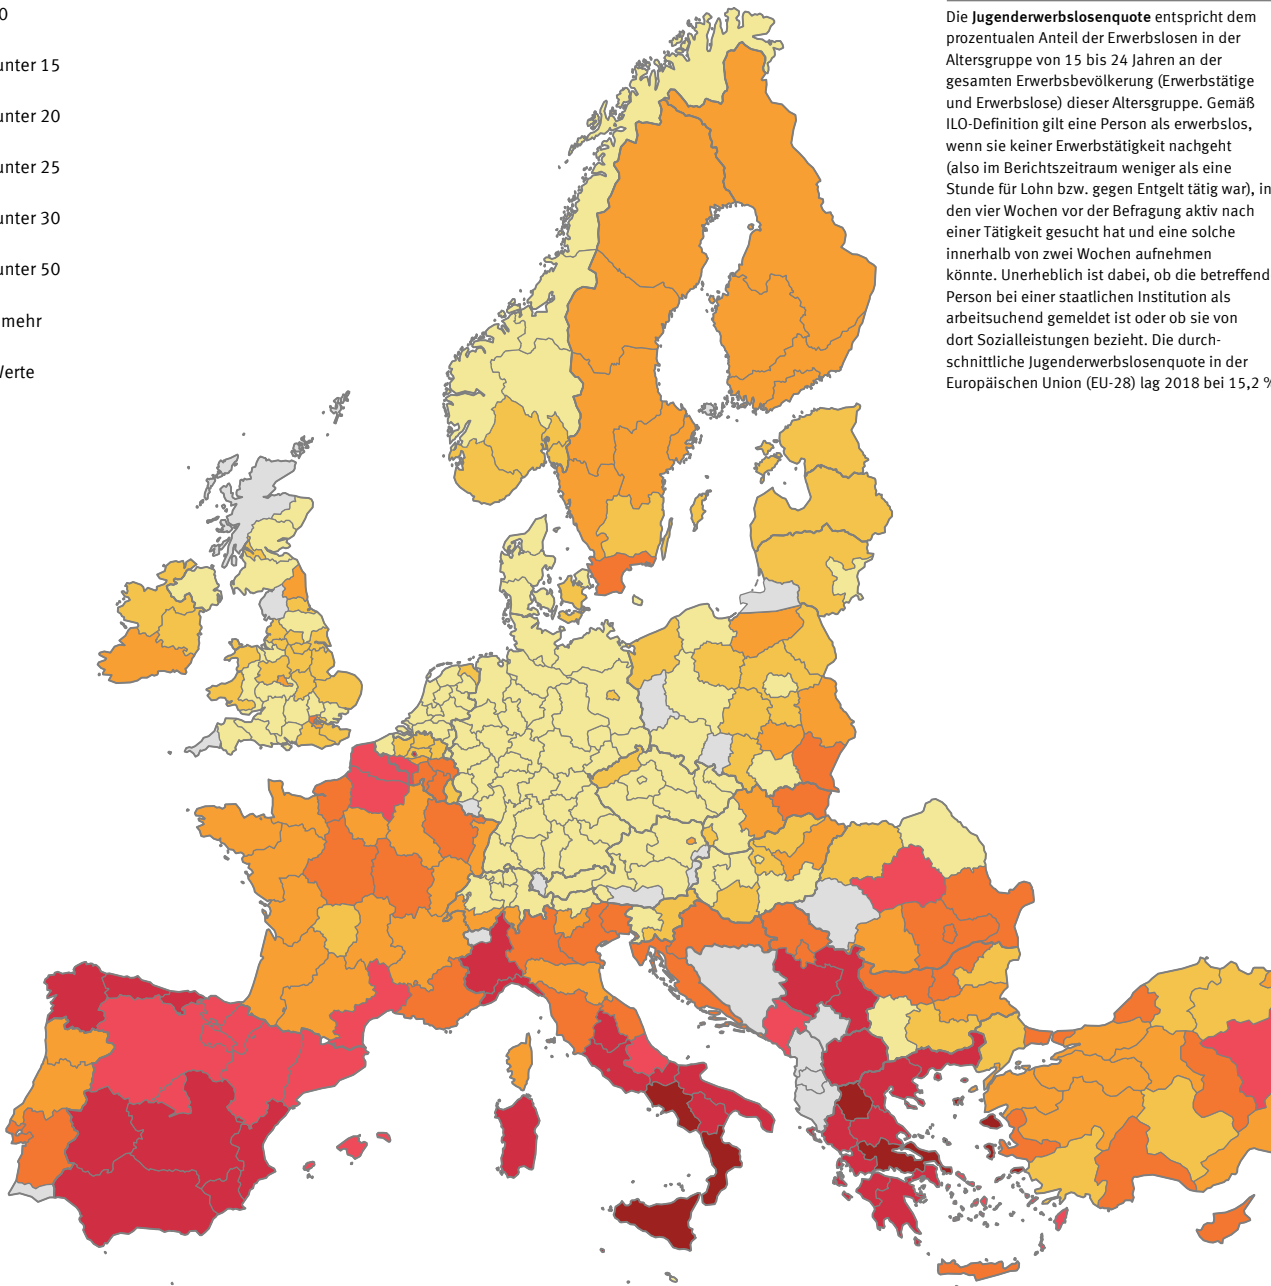 0
unter 15
unter 20
unter 25
unter 30
unter 50
mehr
Werte
Die Jugenderwerbslosenquote entspricht dem
prozentualen Anteil der Erwerbslosen in der
Altersgruppe von 15 bis 24 Jahren an der
gesamten Erwerbsbevölkerung (Erwerbstätige
und Erwerbslose) dieser Altersgruppe. Gemäß
ILO-Definition gilt eine Person als erwerbslos,
wenn sie keiner Erwerbstätigkeit nachgeht
(also im Berichtszeitraum weniger als eine
Stunde für Lohn bzw. gegen Entgelt tätig war), in
den vier Wochen vor der Befragung aktiv nach
einer Tätigkeit gesucht hat und eine solche
innerhalb von zwei Wochen aufnehmen
könnte. Unerheblich ist dabei, ob die betreffend
Person bei einer staatlichen Institution als
arbeitsuchend gemeldet ist oder ob sie von
dort Sozialleistungen bezieht. Die durch-
schnittliche Jugenderwerbslosenquote in der
Europäischen Union (EU-28) lag 2018 bei 15,2 %